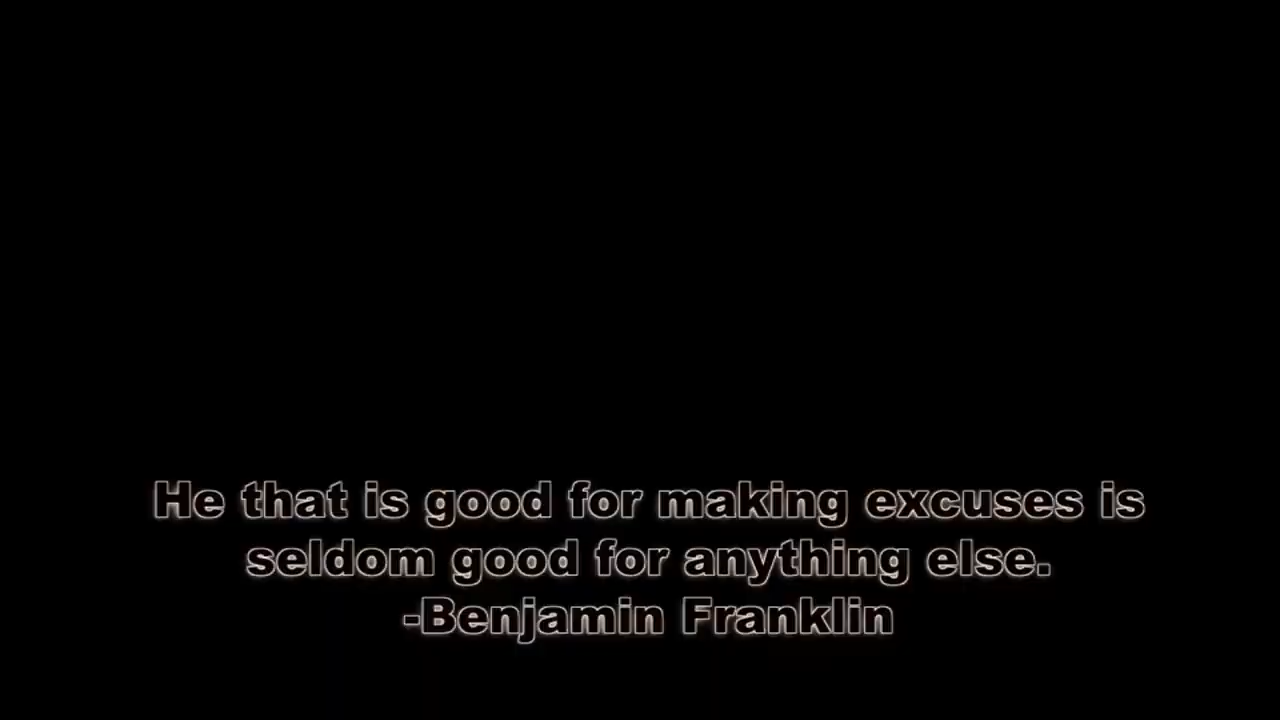 He that is good for making excuses is
seldom good for anything else.
-Benjamin Franklin